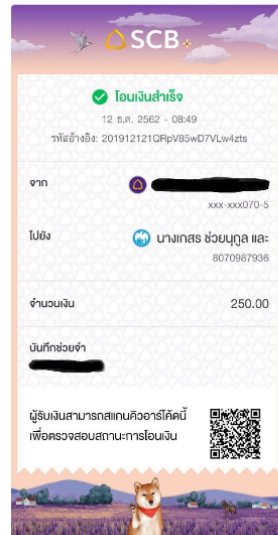 SCB
โอนเงินสำเร็จ
12 ธ.ค. 2562 - 08:49
รหัสอ้างอิง: 201912121QRpV85wD7VLw4zts
จาก
xxx-xxx070-5
ไปยัง
นางเกสร ช่วยนุกูล และ
8070987936
จำนวนเงิน
250.00
บันทึกช่วยจำ
ผู้รับเงินสามารถสแกนคิวอาร์โค้ดนี้
เพื่อตรวจสอบสถานะการโอนเงิน